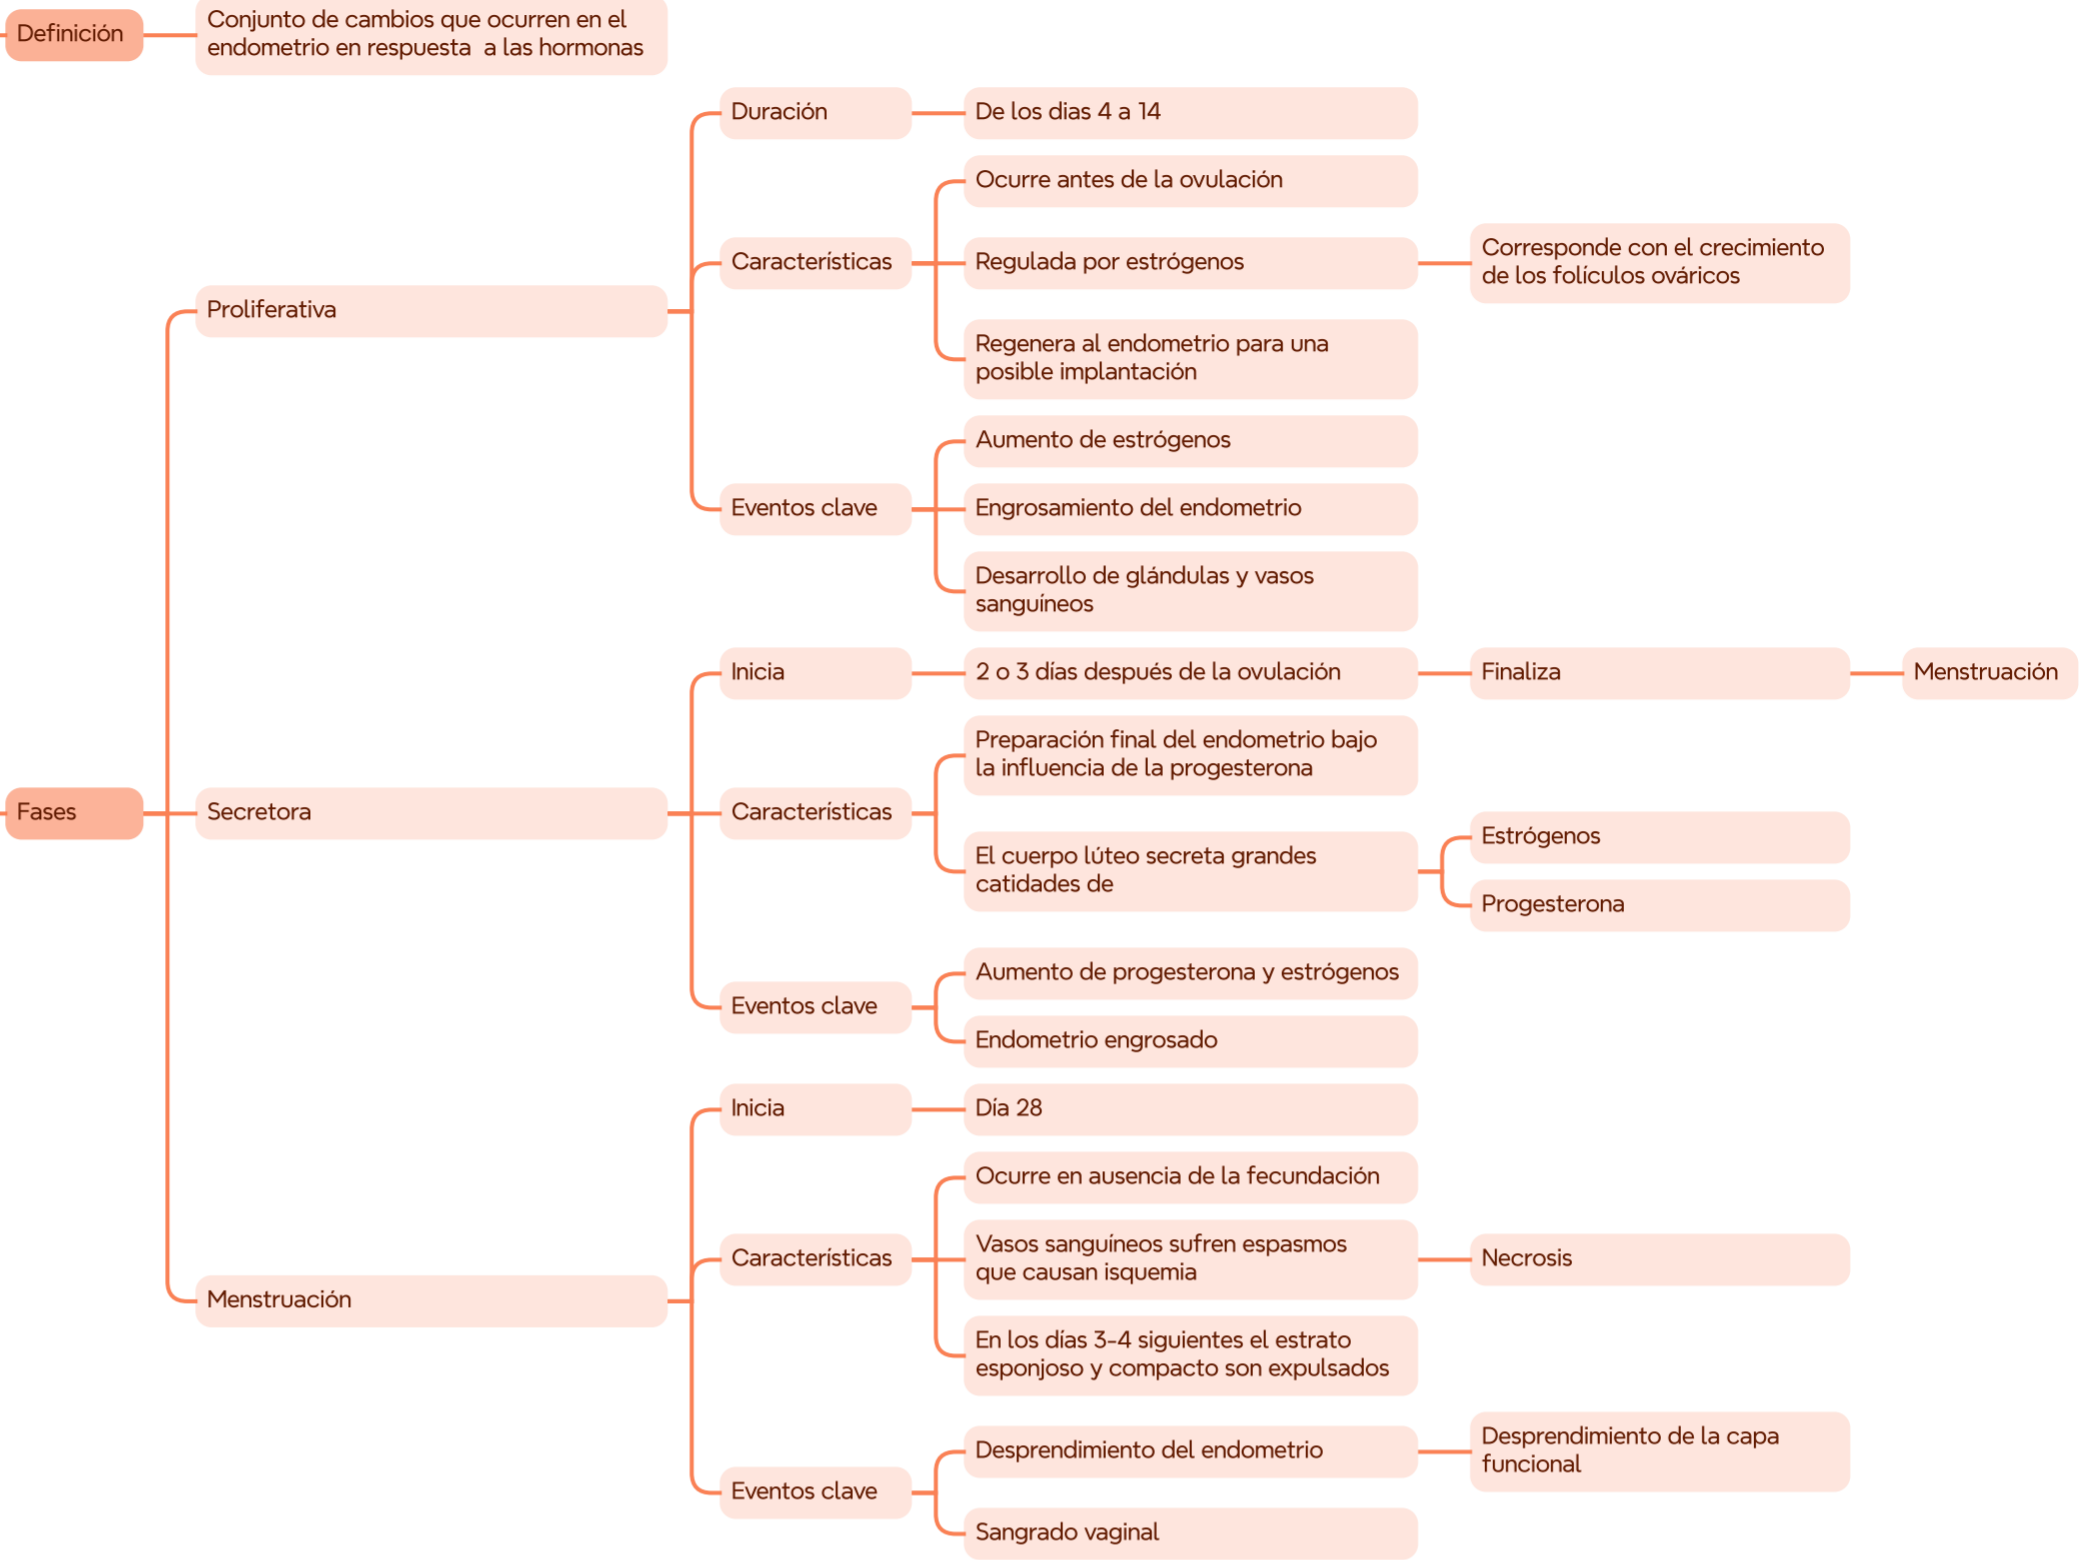 Definición
Conjunto de cambios que ocurren en el
endometrio en respuesta  a las hormonas
Fases
Proliferativa
Duración
De los dias 4 a 14
Características
Ocurre antes de la ovulación
Regulada por estrógenos
Corresponde con el crecimiento
de los folículos ováricos
Regenera al endometrio para una
posible implantación
Eventos clave
Aumento de estrógenos
Engrosamiento del endometrio
Desarrollo de glándulas y vasos
sanguíneos
Secretora
Inicia
2 o 3 días después de la ovulación
Finaliza
Menstruación
Características
Preparación final del endometrio bajo
la influencia de la progesterona
El cuerpo lúteo secreta grandes
catidades de
Estrógenos
Progesterona
Eventos clave
Aumento de progesterona y estrógenos
Endometrio engrosado
Menstruación
Inicia
Día 28
Características
Ocurre en ausencia de la fecundación
Vasos sanguíneos sufren espasmos
que causan isquemia
Necrosis
En los días 3-4 siguientes el estrato
esponjoso y compacto son expulsados
Eventos clave
Desprendimiento del endometrio
Desprendimiento de la capa
funcional
Sangrado vaginal